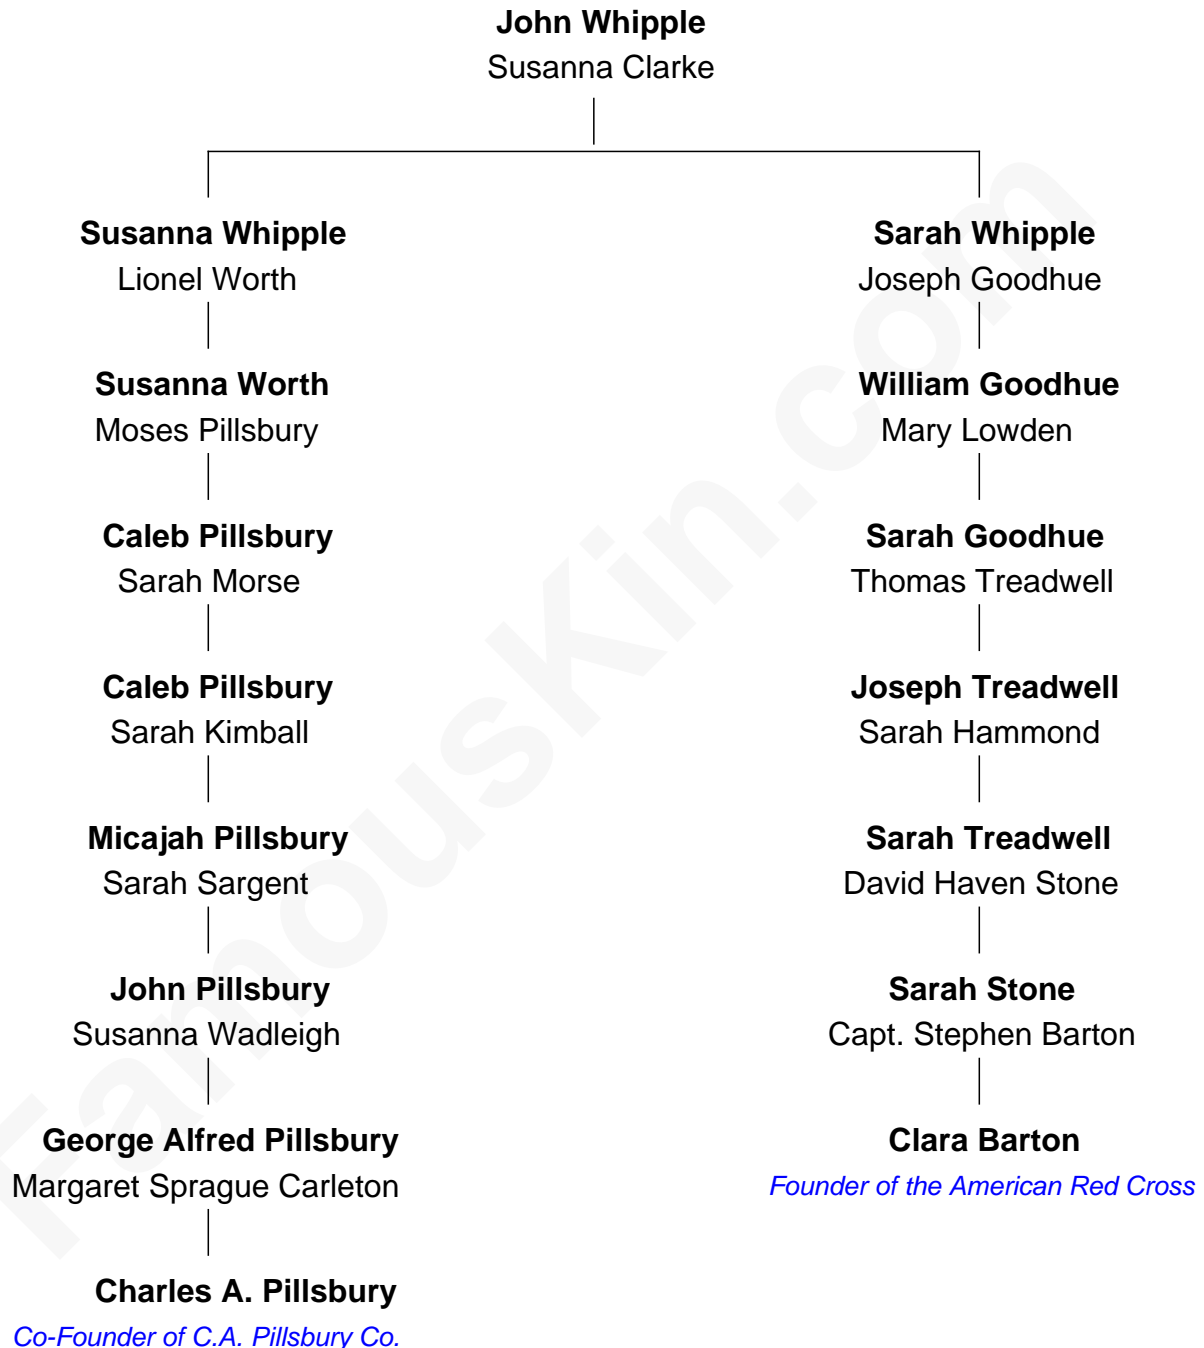 John Whipple
Susanna Clarke
Susanna Whipple
Lionel Worth
Sarah Whipple
Joseph Goodhue
Susanna Worth
Moses Pillsbury
William Goodhue
Mary Lowden
Caleb Pillsbury
Sarah Morse
Sarah Goodhue
Thomas Treadwell
Caleb Pillsbury
Sarah Kimball
Joseph Treadwell
Sarah Hammond
Micajah Pillsbury
Sarah Sargent
Sarah Treadwell
David Haven Stone
John Pillsbury
Susanna Wadleigh
Sarah Stone
Capt. Stephen Barton
George Alfred Pillsbury
Margaret Sprague Carleton
Clara Barton
Founder of the American Red Cross
Charles A. Pillsbury
Co-Founder of C.A. Pillsbury Co.
FamousKin.com